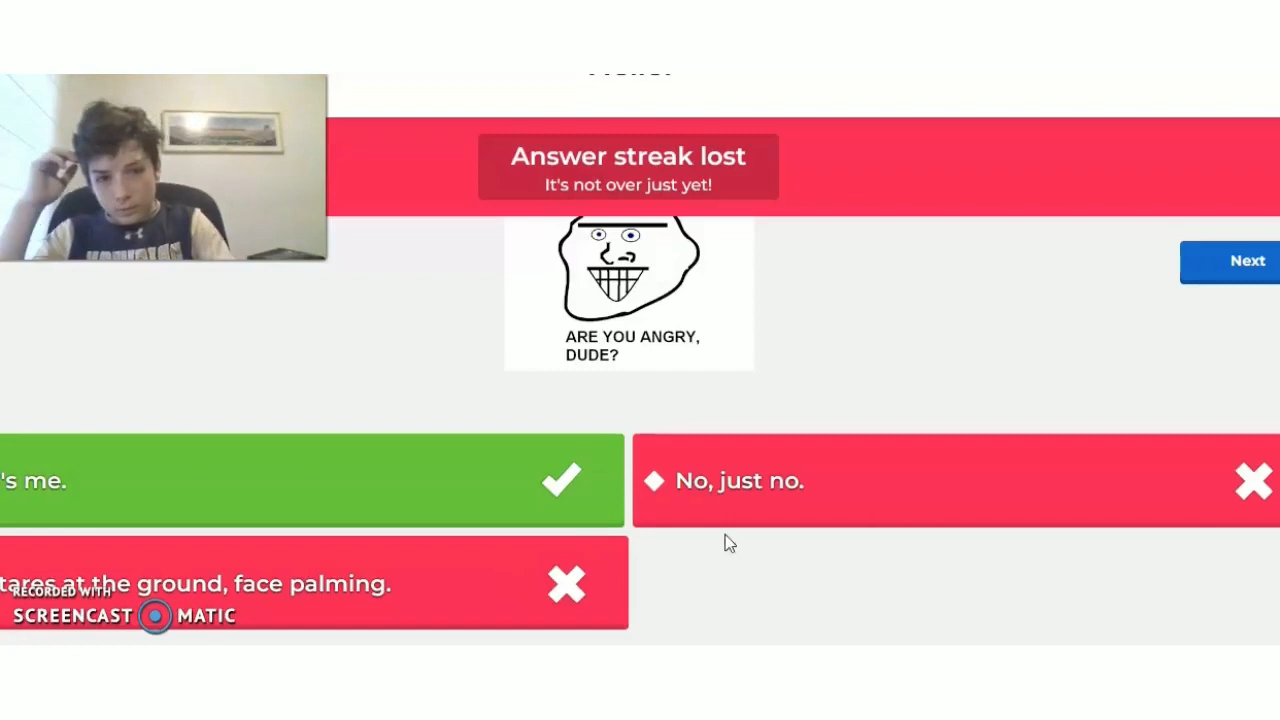 Answer streak lost
It's not over just yet!
Next
ARE YOU ANGRY,
DUDE?
's me.
No, just no.
tares at the ground, face palming.
RECORDED WITH
SCREENCAST MATIC